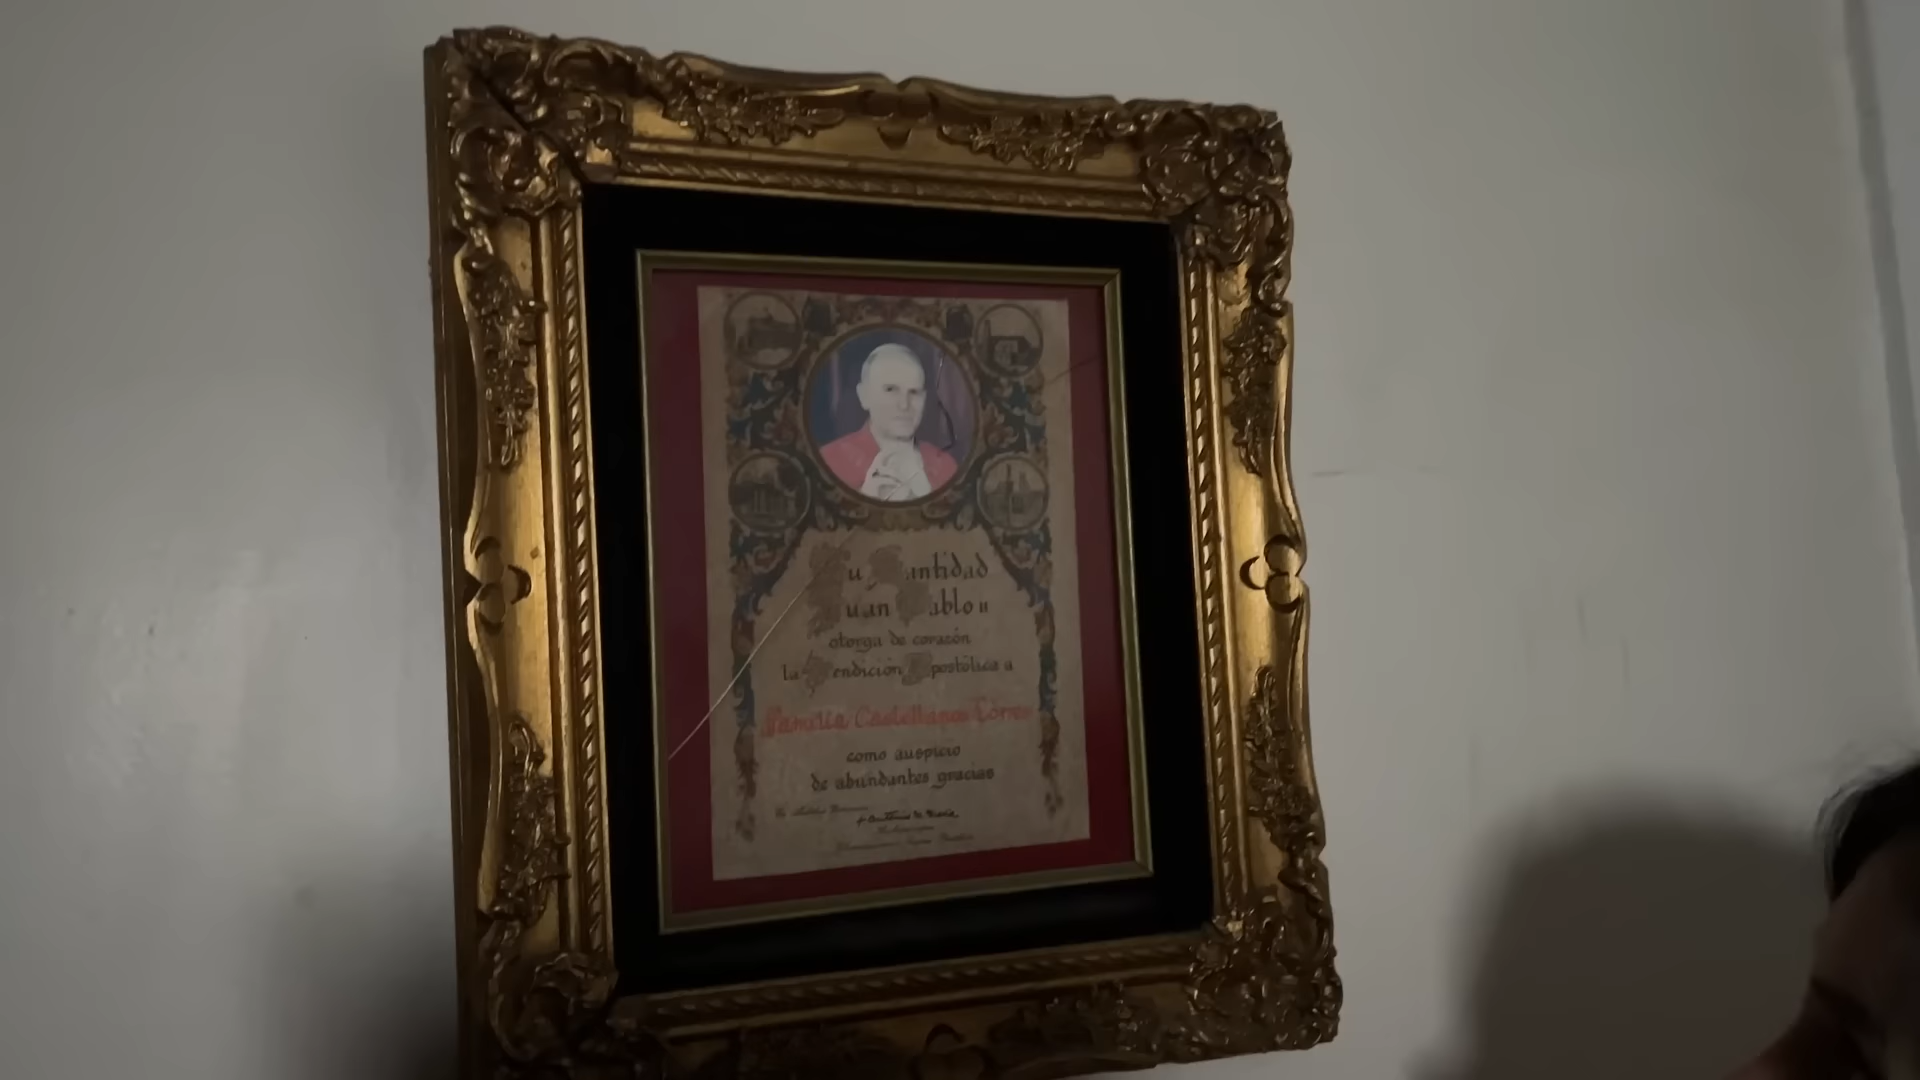 Su Santidad
Juan Pablo II
otorga de corazón
la Bendición Apostólica a
Familia Castellanos Torres
como auspicio
de abundantes gracias